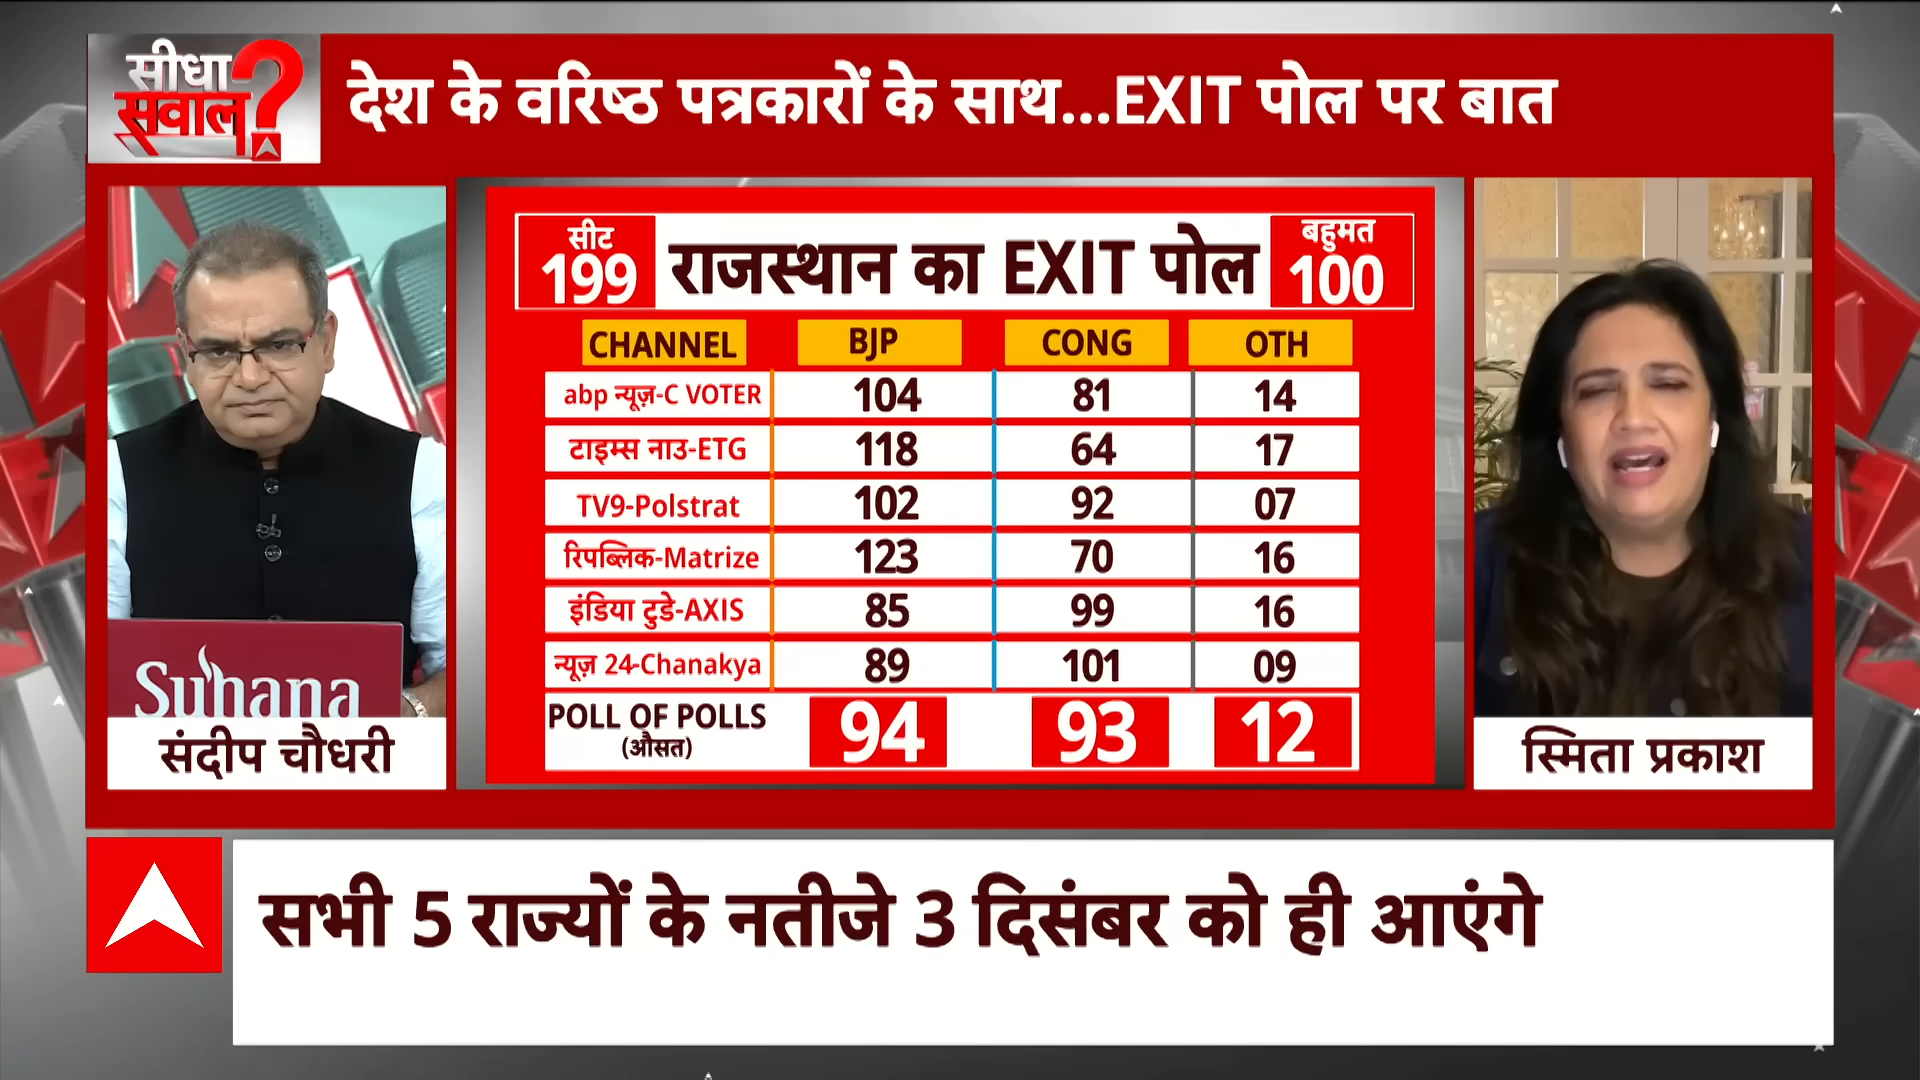 सीधा
सवाल?
देश के वरिष्ठ पत्रकारों के साथ...EXIT पोल पर बात
सीट
199
राजस्थान का EXIT पोल
बहुमत
100
CHANNEL BJP CONG OTH
abp न्यूज़-C VOTER 104 81 14
टाइम्स नाउ-ETG 118 64 17
TV9-Polstrat 102 92 07
रिपब्लिक-Matrize 123 70 16
इंडिया टुडे-AXIS 85 99 16
न्यूज़ 24-Chanakya 89 101 09
POLL OF POLLS 94 93 12
(औसत)
Suhana
संदीप चौधरी
स्मिता प्रकाश
सभी 5 राज्यों के नतीजे 3 दिसंबर को ही आएंगे